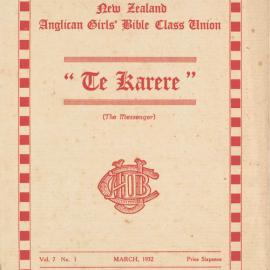 New Zealand
Anglican Girls' Bible Class Union
" Te Karere "
(The Messenger)
Vol. 7 No. 1 MARCH, 1932 Price Sixpence